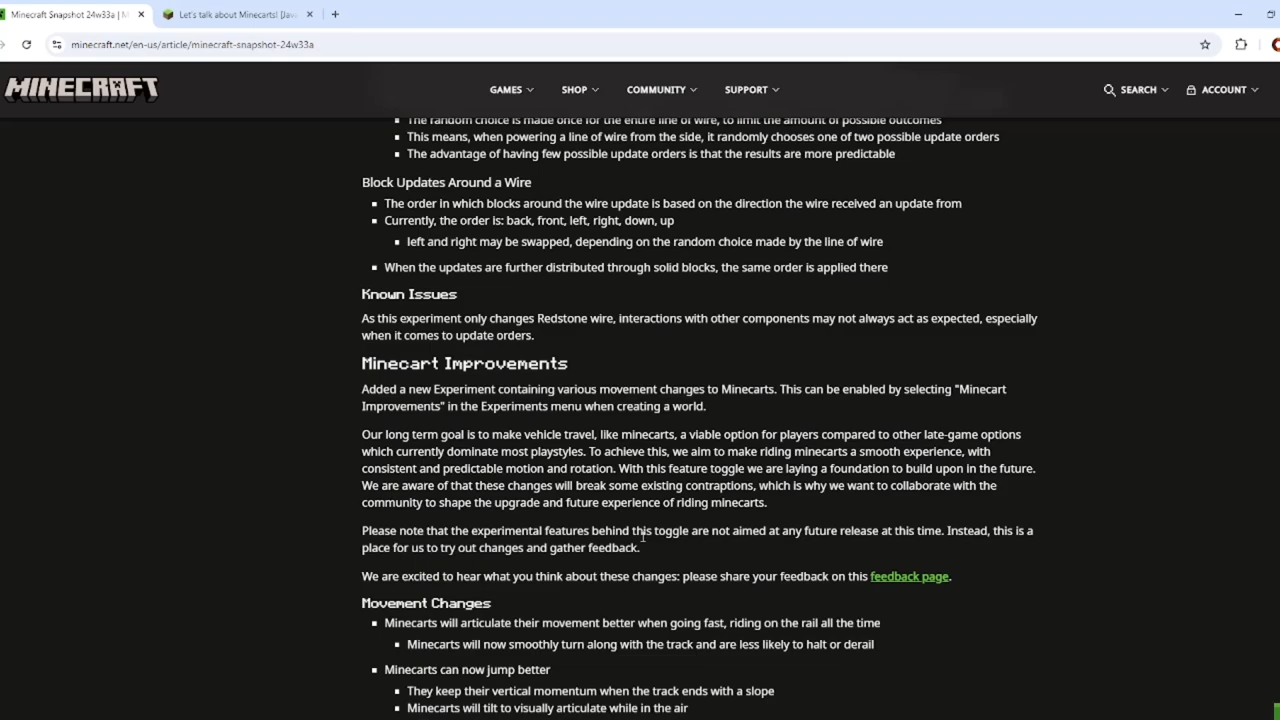 Minecraft Snapshot 24w33a | M
Let's talk about Minecarts! [Jav
minecraft.net/en-us/article/minecraft-snapshot-24w33a
MINECRAFT
GAMES
SHOP
COMMUNITY
SUPPORT
SEARCH
ACCOUNT
The random choice is made once for the entire line of wire, to limit the amount of possible outcomes
This means, when powering a line of wire from the side, it randomly chooses one of two possible update orders
The advantage of having few possible update orders is that the results are more predictable
Block Updates Around a Wire
The order in which blocks around the wire update is based on the direction the wire received an update from
Currently, the order is: back, front, left, right, down, up
left and right may be swapped, depending on the random choice made by the line of wire
When the updates are further distributed through solid blocks, the same order is applied there
Known Issues
As this experiment only changes Redstone wire, interactions with other components may not always act as expected, especially
when it comes to update orders.
Minecart Improvements
Added a new Experiment containing various movement changes to Minecarts. This can be enabled by selecting "Minecart
Improvements" in the Experiments menu when creating a world.
Our long term goal is to make vehicle travel, like minecarts, a viable option for players compared to other late-game options
which currently dominate most playstyles. To achieve this, we aim to make riding minecarts a smooth experience, with
consistent and predictable motion and rotation. With this feature toggle we are laying a foundation to build upon in the future.
We are aware of that these changes will break some existing contraptions, which is why we want to collaborate with the
community to shape the upgrade and future experience of riding minecarts.
Please note that the experimental features behind this toggle are not aimed at any future release at this time. Instead, this is a
place for us to try out changes and gather feedback.
We are excited to hear what you think about these changes: please share your feedback on this feedback page.
Movement Changes
Minecarts will articulate their movement better when going fast, riding on the rail all the time
Minecarts will now smoothly turn along with the track and are less likely to halt or derail
Minecarts can now jump better
They keep their vertical momentum when the track ends with a slope
Minecarts will tilt to visually articulate while in the air